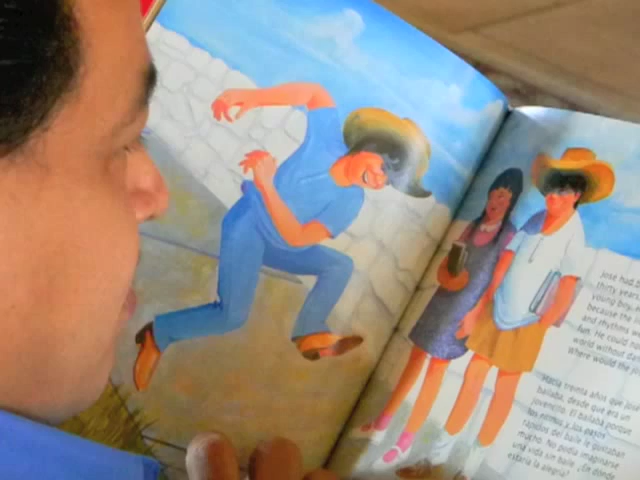 José had
thirty years
young boy
because the
and rhythms
him. He could not
world without
Where would the
Hacía treinta años que José
bailaba, desde que era un
jovencito. Él bailaba porque
los ritmos y los pasos
rápidos del baile le gustaban
mucho. No podía imaginarse
una vida sin baile. ¿En dónde
estaría la alegría?